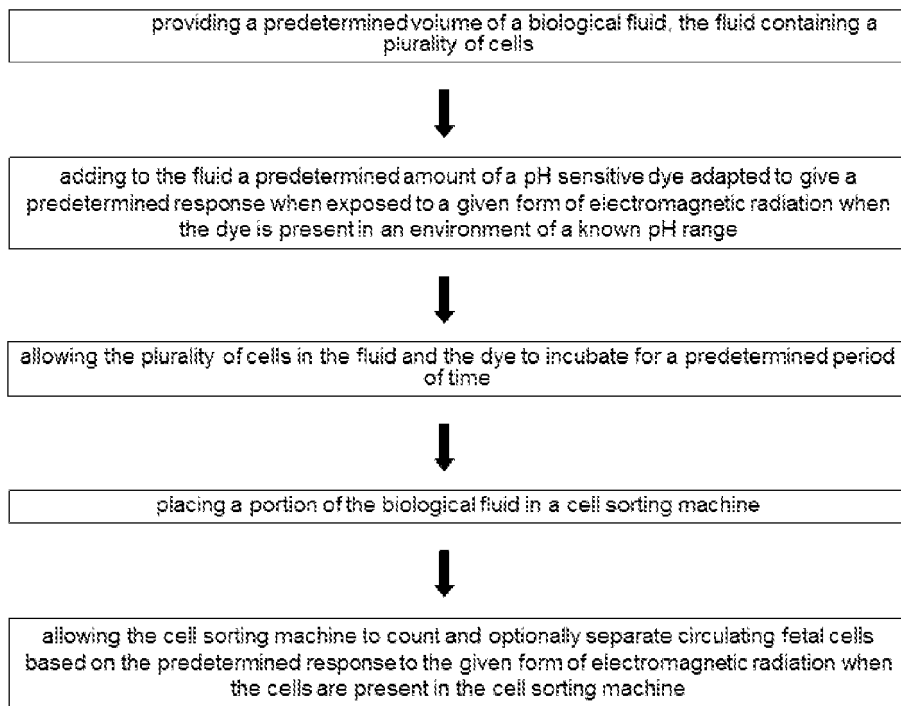 providing a predetermined volume of a biological fluid, the fluid containing a
plurality of cells
adding to the fluid a predetermined amount of a pH sensitive dye adapted to give a
predetermined response when exposed to a given form of electromagnetic radiation when
the dye is present in an environment of a known pH range
allowing the plurality of cells in the fluid and the dye to incubate for a predetermined period
of time
placing a portion of the biological fluid in a cell sorting machine
allowing the cell sorting machine to count and optionally separate circulating fetal cells
based on the predetermined response to the given form of electromagnetic radiation when
the cells are present in the cell sorting machine